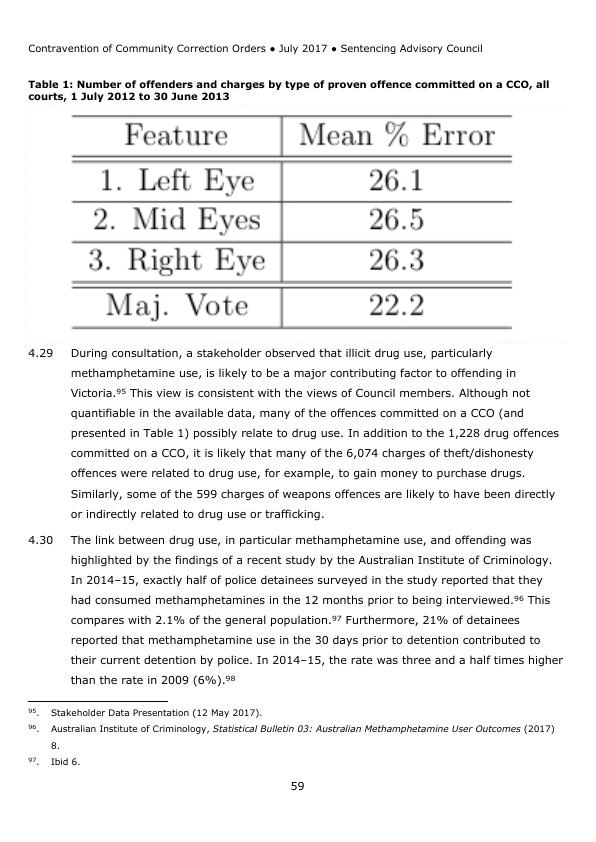 Contravention of Community Correction Orders ● July 2017 ● Sentencing Advisory Council
Table 1: Number of offenders and charges by type of proven offence committed on a CCO, all
courts, 1 July 2012 to 30 June 2013
Feature Mean % Error
1. Left Eye 26.1
2. Mid Eyes 26.5
3. Right Eye 26.3
Maj. Vote 22.2
4.29 During consultation, a stakeholder observed that illicit drug use, particularly
methamphetamine use, is likely to be a major contributing factor to offending in
Victoria.⁹⁵ This view is consistent with the views of Council members. Although not
quantifiable in the available data, many of the offences committed on a CCO (and
presented in Table 1) possibly relate to drug use. In addition to the 1,228 drug offences
committed on a CCO, it is likely that many of the 6,074 charges of theft/dishonesty
offences were related to drug use, for example, to gain money to purchase drugs.
Similarly, some of the 599 charges of weapons offences are likely to have been directly
or indirectly related to drug use or trafficking.
4.30 The link between drug use, in particular methamphetamine use, and offending was
highlighted by the findings of a recent study by the Australian Institute of Criminology.
In 2014–15, exactly half of police detainees surveyed in the study reported that they
had consumed methamphetamines in the 12 months prior to being interviewed.⁹⁶ This
compares with 2.1% of the general population.⁹⁷ Furthermore, 21% of detainees
reported that methamphetamine use in the 30 days prior to detention contributed to
their current detention by police. In 2014–15, the rate was three and a half times higher
than the rate in 2009 (6%).⁹⁸
⁹⁵. Stakeholder Data Presentation (12 May 2017).
⁹⁶. Australian Institute of Criminology, Statistical Bulletin 03: Australian Methamphetamine User Outcomes (2017)
8.
⁹⁷. Ibid 6.
59